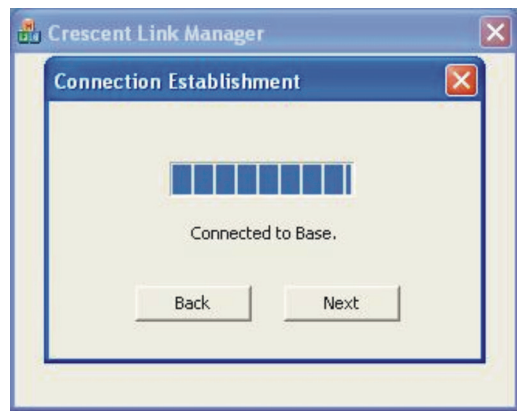 Crescent Link Manager
Connection Establishment
Connected to Base.
Back Next